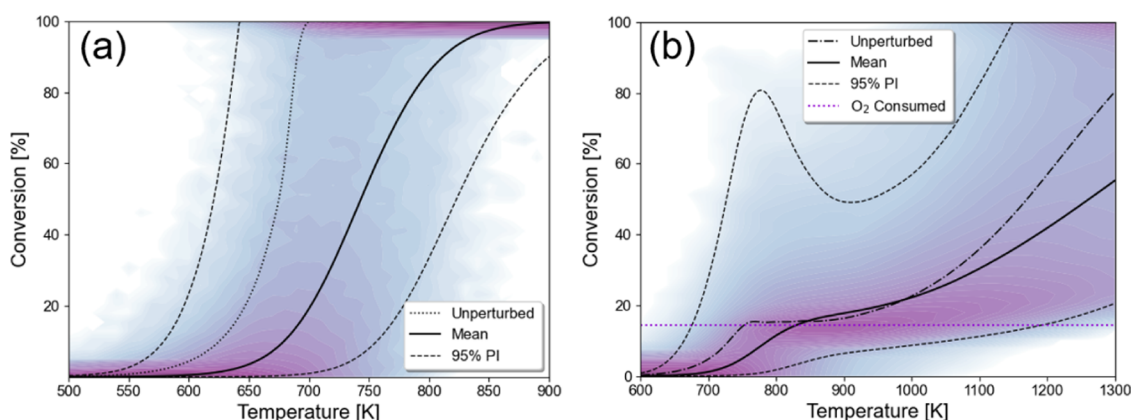 (a)
Conversion [%]
100
80
60
40
20
0
500 550 600 650 700 750 800 850 900
Temperature [K]
Unperturbed
Mean
95% PI
(b)
Conversion [%]
100
80
60
40
20
0
600 700 800 900 1000 1100 1200 1300
Temperature [K]
Unperturbed
Mean
95% PI
O₂ Consumed